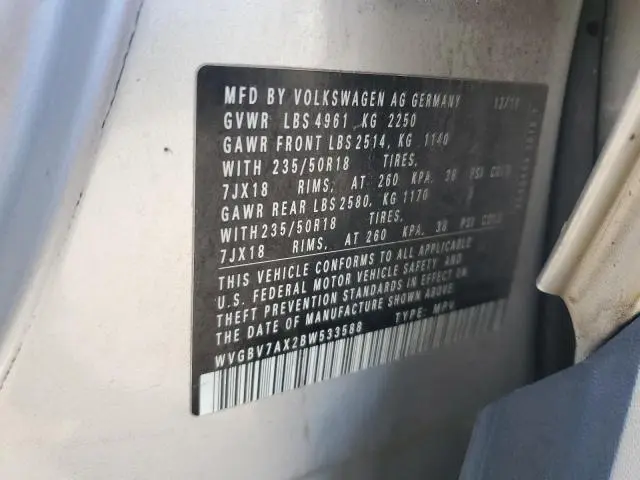 MFD BY VOLKSWAGEN AG GERMANY
GVWR LBS 4961 KG 2250
GAWR FRONT LBS 2514, KG 1140
WITH 235/50R18 TIRES,
7JX18 RIMS, AT 260 KPA, PSI COLD
GAWR REAR LBS 2580, KG 1170
WITH 235/50R18 TIRES,
7JX18 RIMS, AT 260 KPA, 38 PSI COLD
THIS VEHICLE CONFORMS TO ALL APPLICABLE
U.S. FEDERAL MOTOR VEHICLE SAFETY AND
THEFT PREVENTION STANDARDS IN EFFECT ON
THE DATE OF MANUFACTURE SHOWN ABOVE.
WVGBV7AX2BW533588 TYPE: MPV